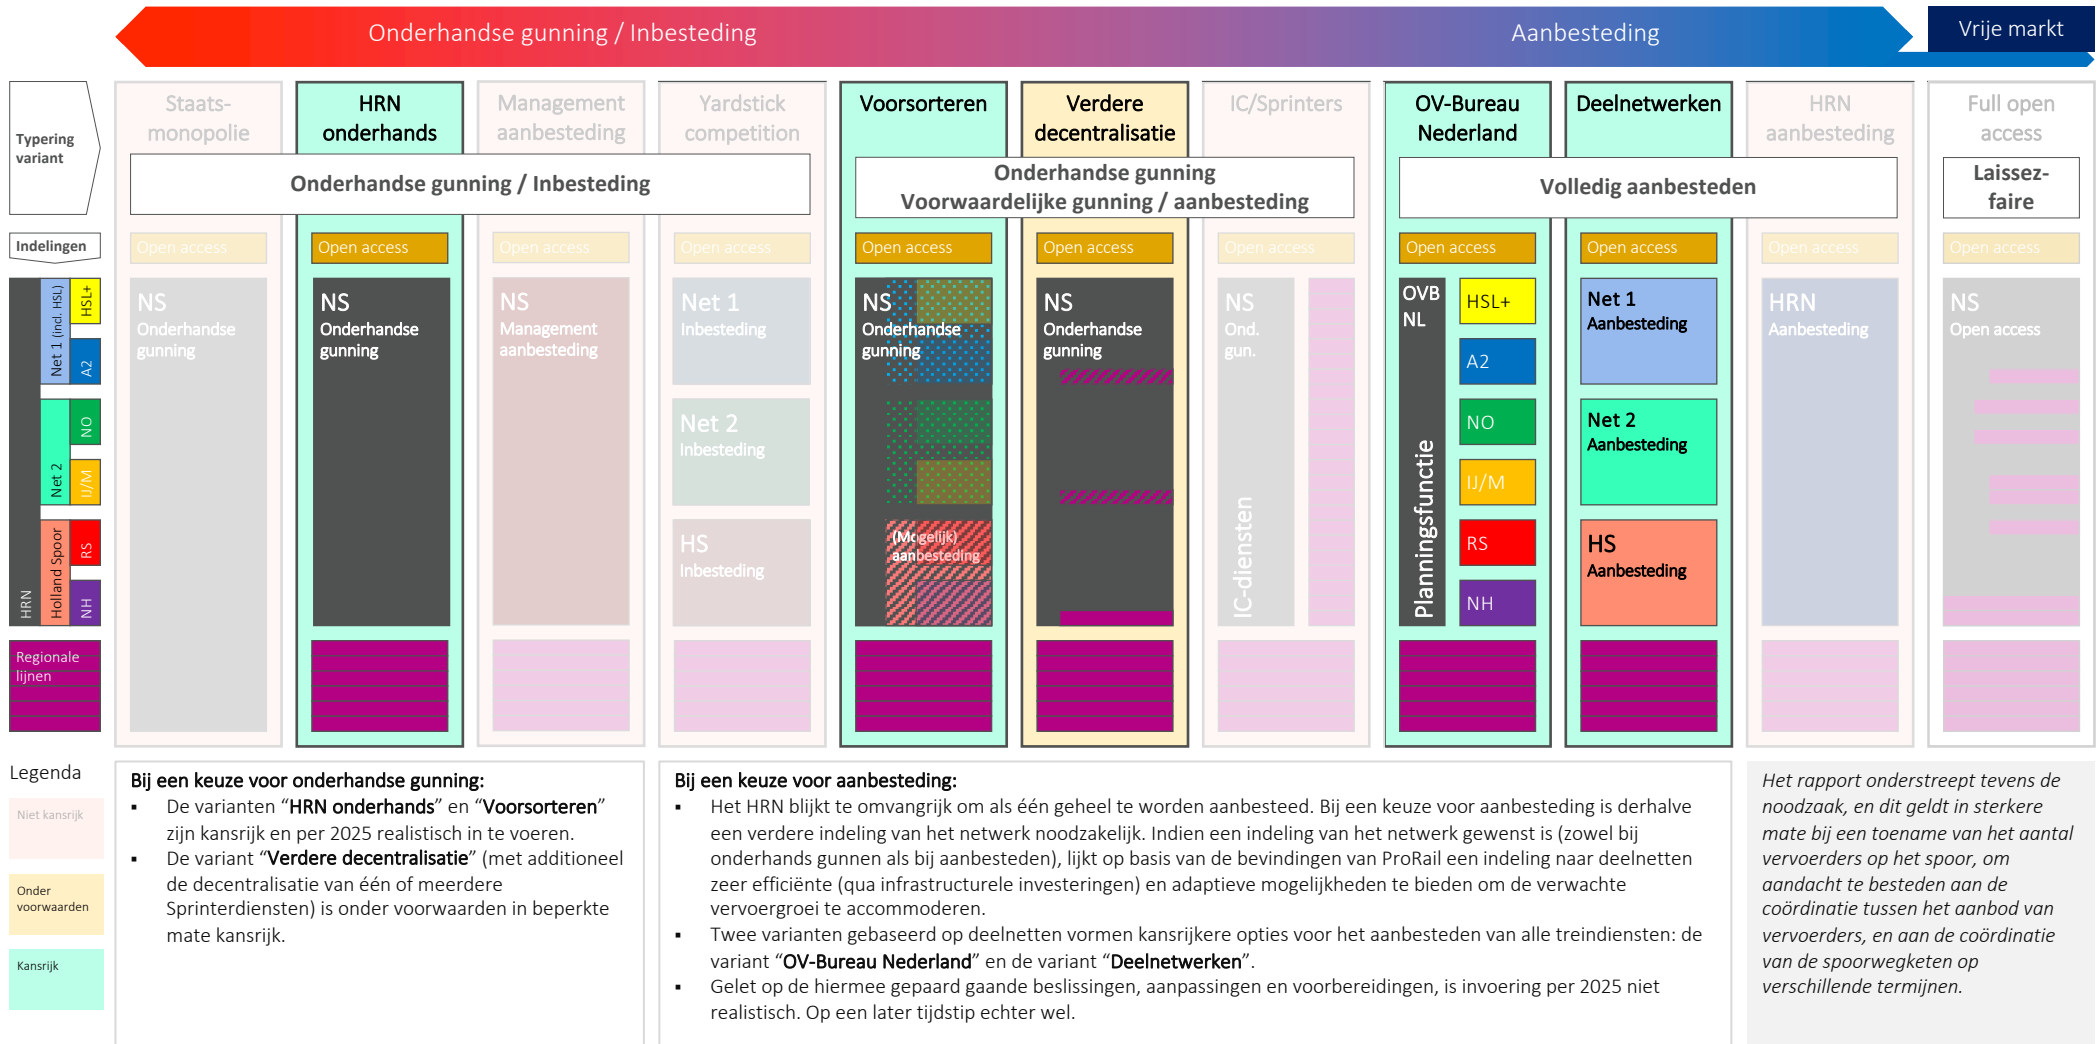 Onderhandse gunning / Inbesteding
Aanbesteding
Vrije markt
Typering
variant
Staats-
monopolie
HRN
onderhands
Management
aanbesteding
Yardstick
competition
Voorsorteren
Verdere
decentralisatie
IC/Sprinters
OV-Bureau
Nederland
Deelnetwerken
HRN
aanbesteding
Full open
access
Onderhandse gunning / Inbesteding
Onderhandse gunning
Voorwaardelijke gunning / aanbesteding
Volledig aanbesteden
Laissez-
faire
Indelingen
Open access
Open access
Open access
Open access
Open access
Open access
Open access
Open access
Open access
Open access
Open access
HRN
Net 1 (incl. HSL)
HSL+
A2
Net 2
NO
IJ/M
Holland Spoor
RS
NH
Regionale
lijnen
NS
Onderhandse
gunning
NS
Onderhandse
gunning
NS
Management
aanbesteding
Net 1
Inbesteding
Net 2
Inbesteding
HS
Inbesteding
NS
Onderhandse
gunning
(Mogelijk)
aanbesteding
NS
Onderhandse
gunning
NS
Ond.
gun.
IC-diensten
OVB
NL
Planningsfunctie
HSL+
A2
NO
IJ/M
RS
NH
Net 1
Aanbesteding
Net 2
Aanbesteding
HS
Aanbesteding
HRN
Aanbesteding
NS
Open access
Legenda
Niet kansrijk
Onder
voorwaarden
Kansrijk
Bij een keuze voor onderhandse gunning:
▪ De varianten “HRN onderhands” en “Voorsorteren”
zijn kansrijk en per 2025 realistisch in te voeren.
▪ De variant “Verdere decentralisatie” (met additioneel
de decentralisatie van één of meerdere
Sprinterdiensten) is onder voorwaarden in beperkte
mate kansrijk.
Bij een keuze voor aanbesteding:
▪ Het HRN blijkt te omvangrijk om als één geheel te worden aanbesteed. Bij een keuze voor aanbesteding is derhalve
een verdere indeling van het netwerk noodzakelijk. Indien een indeling van het netwerk gewenst is (zowel bij
onderhands gunnen als bij aanbesteden), lijkt op basis van de bevindingen van ProRail een indeling naar deelnetten
zeer efficiënte (qua infrastructurele investeringen) en adaptieve mogelijkheden te bieden om de verwachte
vervoergroei te accommoderen.
▪ Twee varianten gebaseerd op deelnetten vormen kansrijkere opties voor het aanbesteden van alle treindiensten: de
variant “OV-Bureau Nederland” en de variant “Deelnetwerken”.
▪ Gelet op de hiermee gepaard gaande beslissingen, aanpassingen en voorbereidingen, is invoering per 2025 niet
realistisch. Op een later tijdstip echter wel.
Het rapport onderstreept tevens de
noodzaak, en dit geldt in sterkere
mate bij een toename van het aantal
vervoerders op het spoor, om
aandacht te besteden aan de
coördinatie tussen het aanbod van
vervoerders, en aan de coördinatie
van de spoorwegketen op
verschillende termijnen.